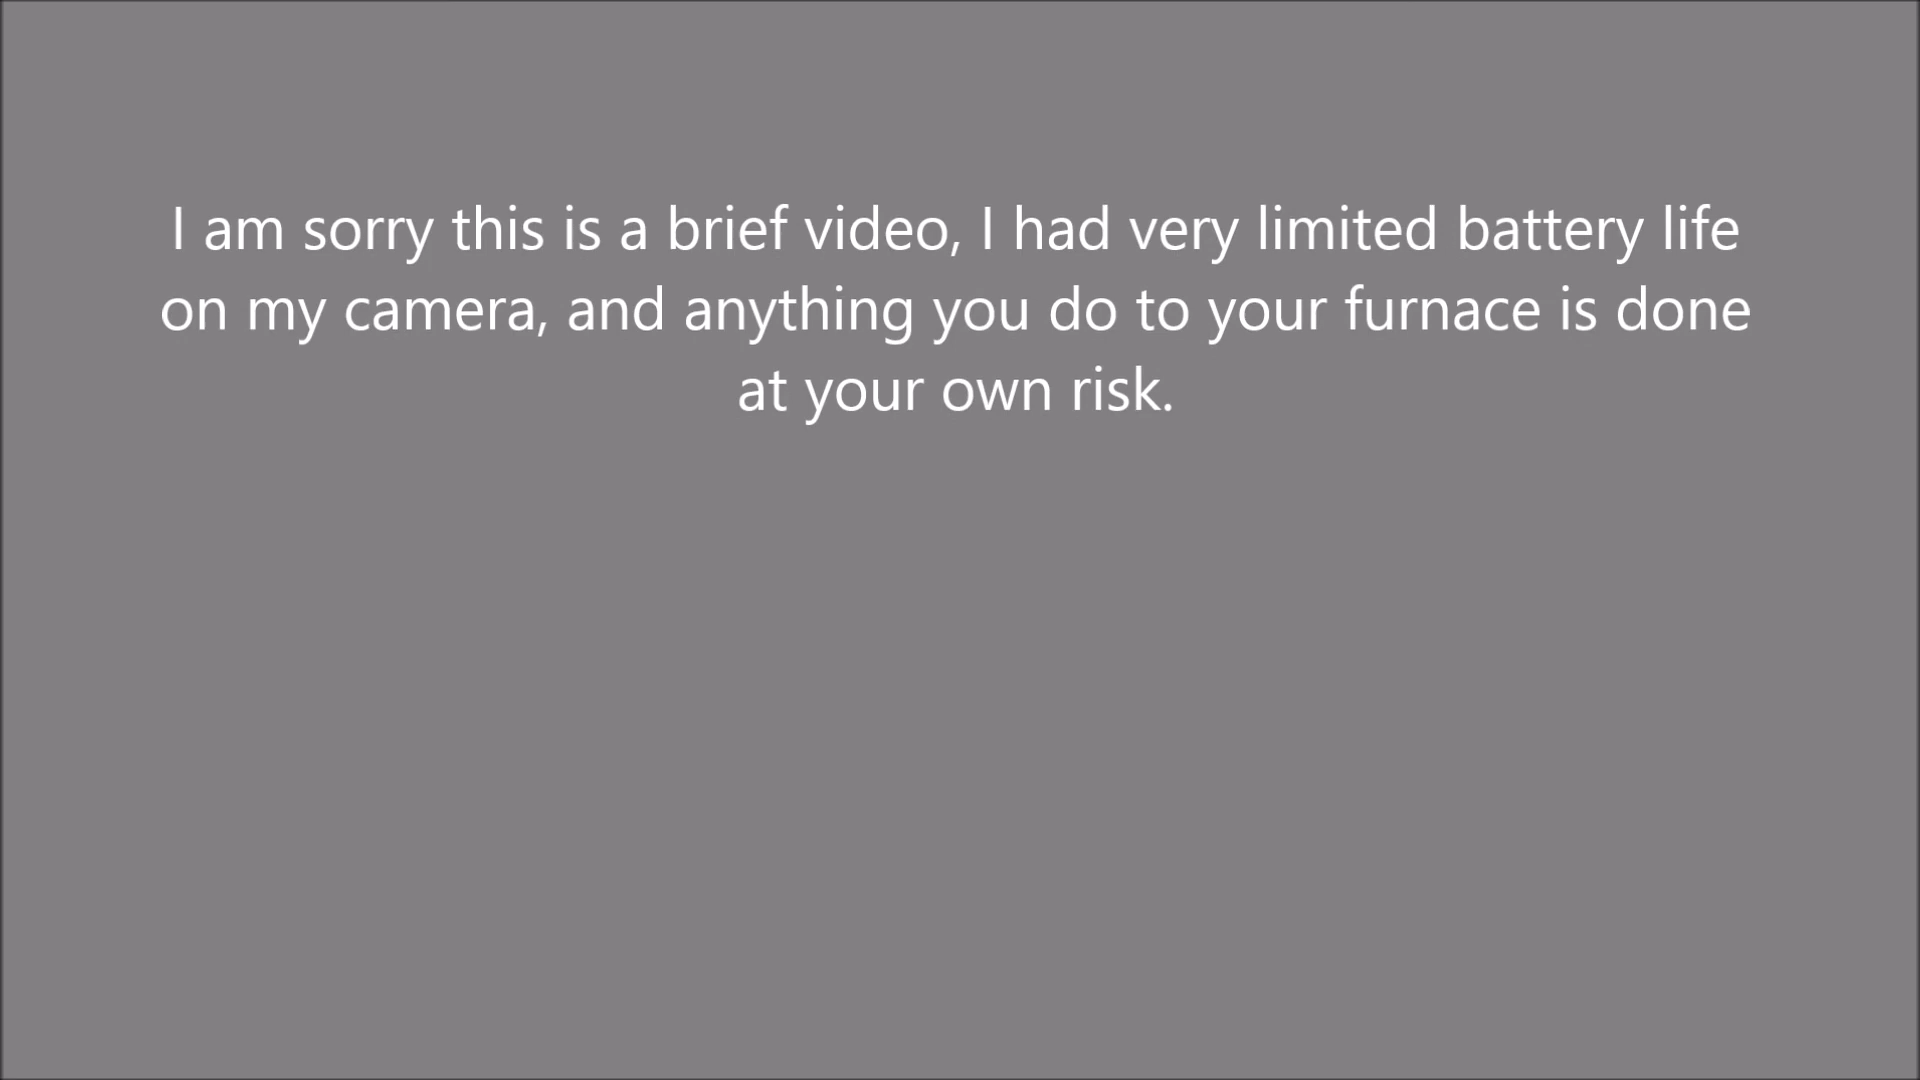 I am sorry this is a brief video, I had very limited battery life
on my camera, and anything you do to your furnace is done
at your own risk.